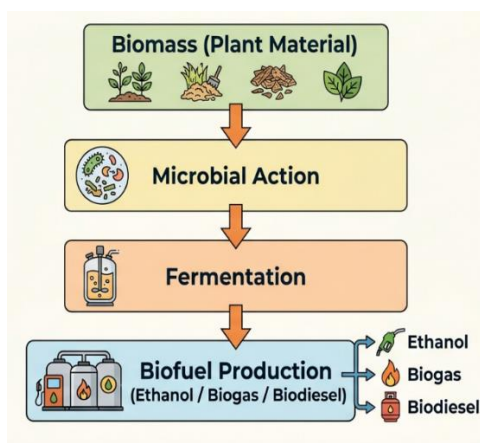 Biomass (Plant Material)
Microbial Action
Fermentation
Biofuel Production
(Ethanol / Biogas / Biodiesel)
Ethanol
Biogas
Biodiesel